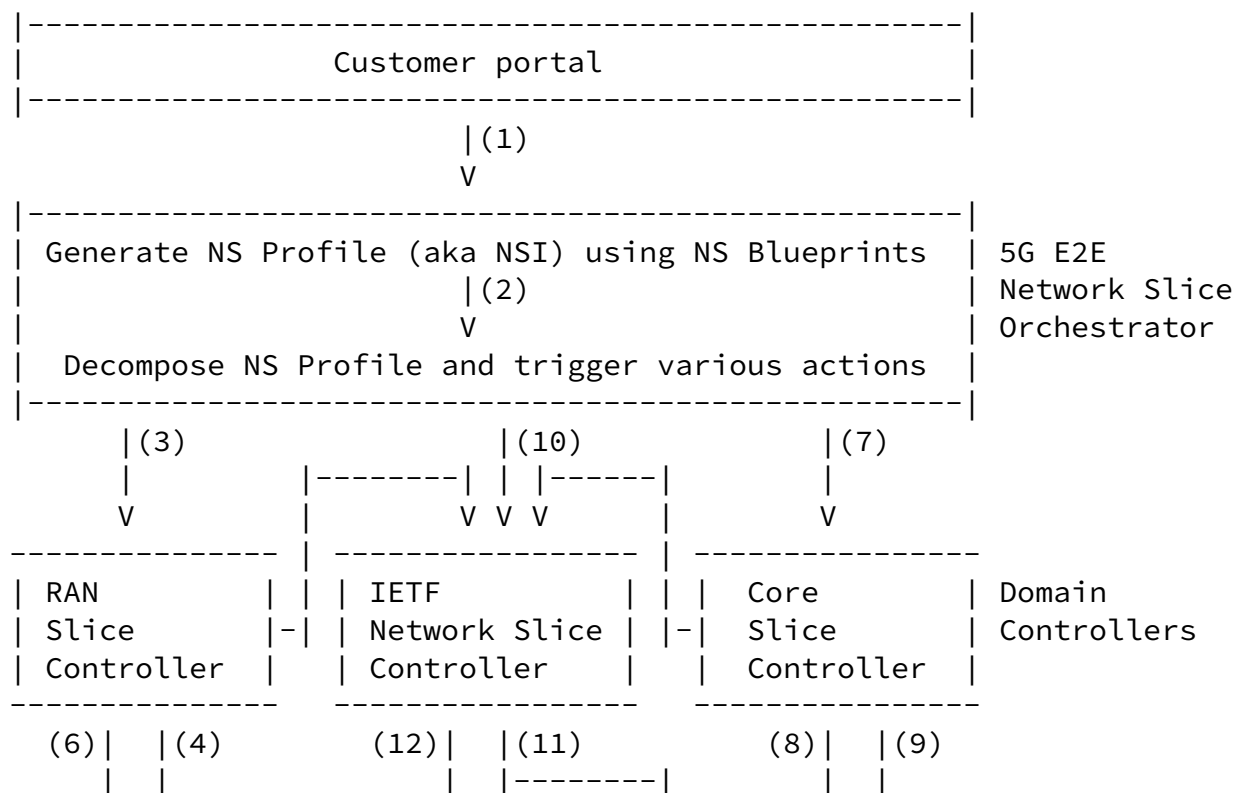 Customer portal
(1)
V
Generate NS Profile (aka NSI) using NS Blueprints 5G E2E
(2) Network Slice
V Orchestrator
Decompose NS Profile and trigger various actions
(3) (10) (7)
V V V V V
RAN IETF Core Domain
Slice Network Slice Slice Controllers
Controller Controller Controller
(6) (4) (12) (11) (8) (9)